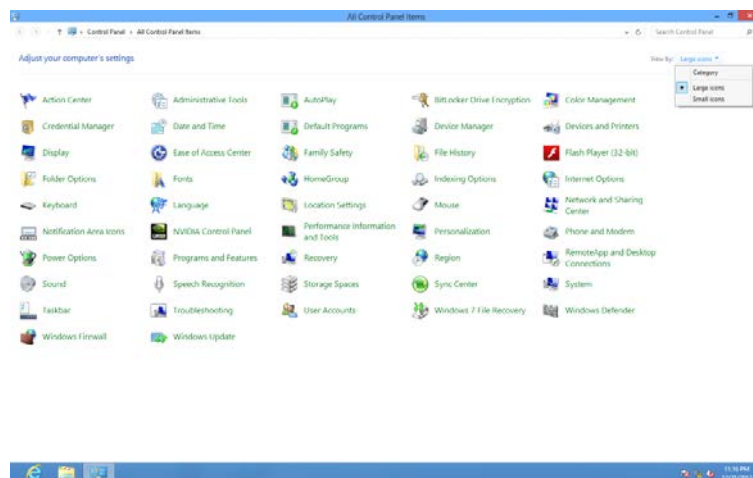 All Control Panel Items
Control Panel All Control Panel Items Search Control Panel
Adjust your computer's settings View by: Large icons
Category
Large icons
Small icons
Action Center Administrative Tools AutoPlay BitLocker Drive Encryption Color Management
Credential Manager Date and Time Default Programs Device Manager Devices and Printers
Display Ease of Access Center Family Safety File History Flash Player (32-bit)
Folder Options Fonts HomeGroup Indexing Options Internet Options
Keyboard Language Location Settings Mouse Network and Sharing
Center
Notification Area Icons NVIDIA Control Panel Performance Information
and Tools Personalization Phone and Modem
Power Options Programs and Features Recovery Region RemoteApp and Desktop
Connections
Sound Speech Recognition Storage Spaces Sync Center System
Taskbar Troubleshooting User Accounts Windows 7 File Recovery Windows Defender
Windows Firewall Windows Update